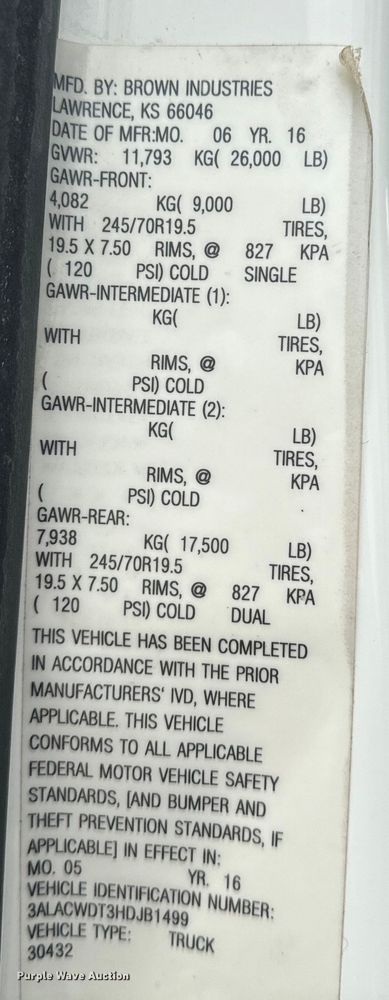 MFD. BY: BROWN INDUSTRIES
LAWRENCE, KS 66046
DATE OF MFR:MO. 06 YR. 16
GVWR: 11,793 KG( 26,000 LB)
GAWR-FRONT:
4,082 KG( 9,000 LB)
WITH 245/70R19.5 TIRES,
19.5 X 7.50 RIMS, @ 827 KPA
( 120 PSI) COLD SINGLE
GAWR-INTERMEDIATE (1):
KG( LB)
WITH TIRES,
RIMS, @ KPA
( PSI) COLD
GAWR-INTERMEDIATE (2):
KG( LB)
WITH TIRES,
RIMS, @ KPA
( PSI) COLD
GAWR-REAR:
7,938 KG( 17,500 LB)
WITH 245/70R19.5 TIRES,
19.5 X 7.50 RIMS, @ 827 KPA
( 120 PSI) COLD DUAL
THIS VEHICLE HAS BEEN COMPLETED
IN ACCORDANCE WITH THE PRIOR
MANUFACTURERS' IVD, WHERE
APPLICABLE. THIS VEHICLE
CONFORMS TO ALL APPLICABLE
FEDERAL MOTOR VEHICLE SAFETY
STANDARDS, [AND BUMPER AND
THEFT PREVENTION STANDARDS, IF
APPLICABLE] IN EFFECT IN:
MO. 05 YR. 16
VEHICLE IDENTIFICATION NUMBER:
3ALACWDT3HDJB1499
VEHICLE TYPE: TRUCK
30432
Purple Wave Auction